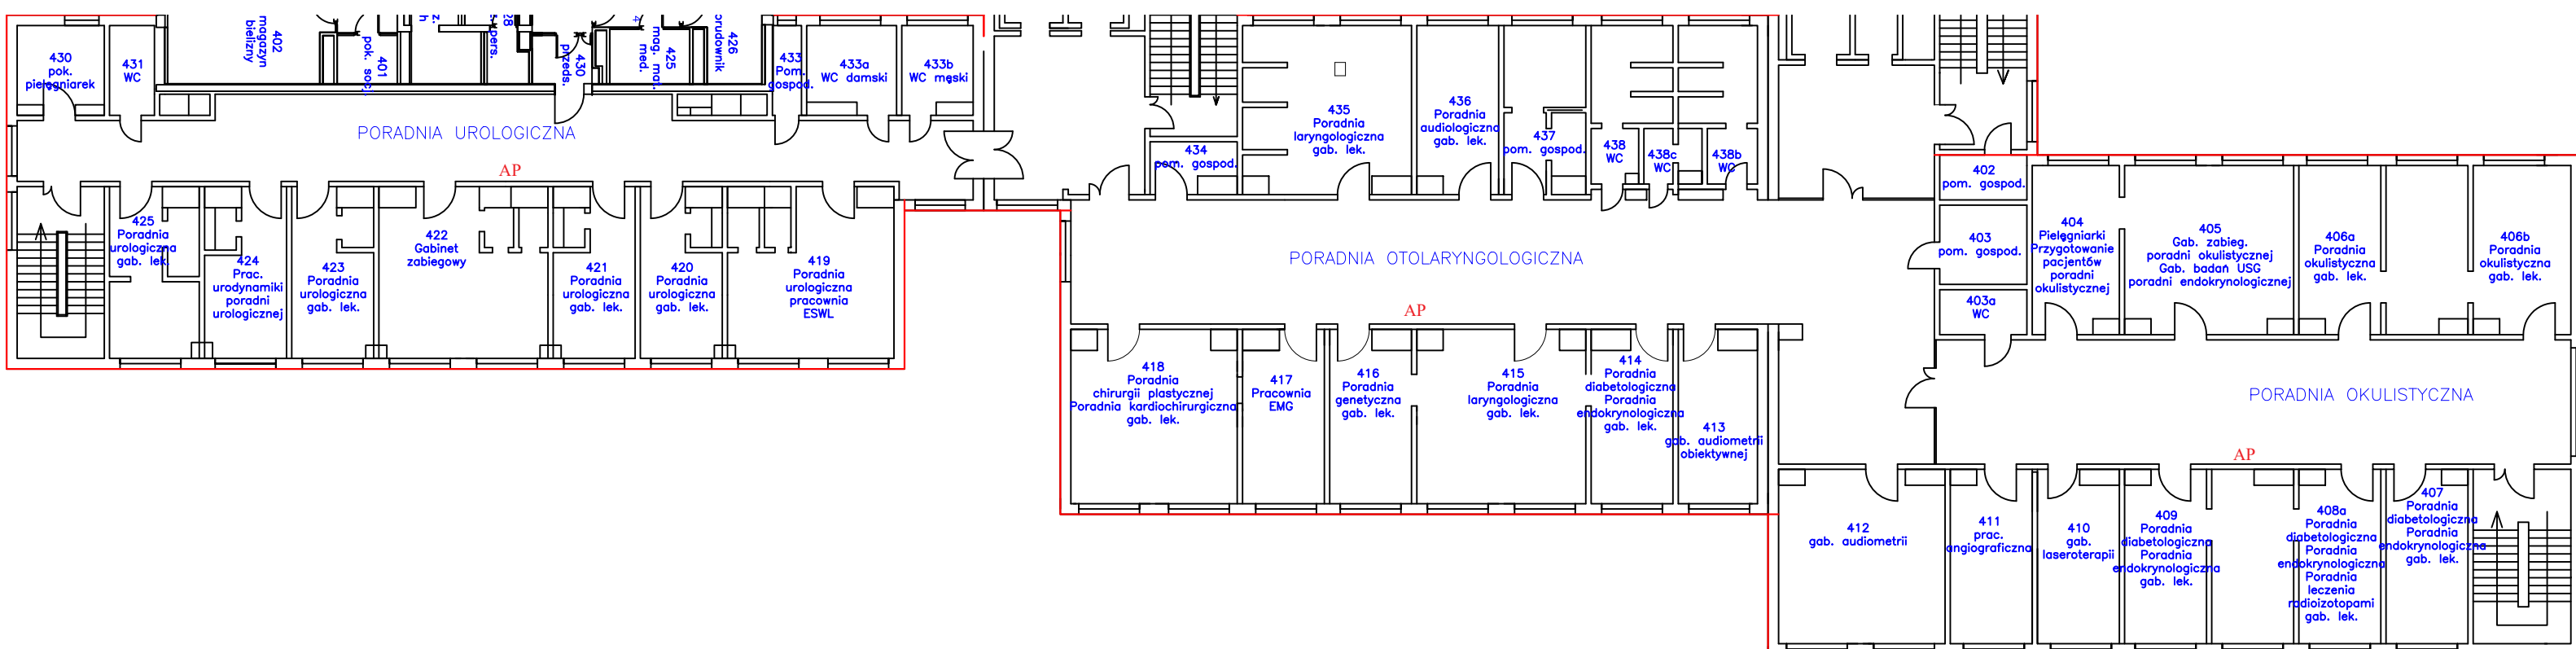 430
pok.
pielęgniarek
431
WC
402
magazyn
bielizny
401
pok. socj.
z.
h
28
pers.
430
przeds.
4
425
mag. mat.
med.
426
brudownik
433
Pom.
gospod.
433a
WC damski
433b
WC męski
PORADNIA UROLOGICZNA
AP
425
Poradnia
urologiczna
gab. lek.
424
Prac.
urodynamiki
poradni
urologicznej
423
Poradnia
urologiczna
gab. lek.
422
Gabinet
zabiegowy
421
Poradnia
urologiczna
gab. lek.
420
Poradnia
urologiczna
gab. lek.
419
Poradnia
urologiczna
pracownia
ESWL
434
pom. gospod.
435
Poradnia
laryngologiczna
gab. lek.
436
Poradnia
audiologiczna
gab. lek.
437
pom. gospod.
438
WC
438c
WC
438b
WC
PORADNIA OTOLARYNGOLOGICZNA
AP
418
Poradnia
chirurgii plastycznej
Poradnia kardiochirurgiczna
gab. lek.
417
Pracownia
EMG
416
Poradnia
genetyczna
gab. lek.
415
Poradnia
laryngologiczna
gab. lek.
414
Poradnia
diabetologiczna
Poradnia
endokrynologiczna
gab. lek.
413
gab. audiometrii
obiektywnej
402
pom. gospod.
403
pom. gospod.
403a
WC
404
Pielęgniarki
Przygotowanie
pacjentów
poradni
okulistycznej
405
Gab. zabieg.
poradni okulistycznej
Gab. badań USG
poradni endokrynologicznej
406a
Poradnia
okulistyczna
gab. lek.
406b
Poradnia
okulistyczna
gab. lek.
PORADNIA OKULISTYCZNA
AP
412
gab. audiometrii
411
prac.
angiograficzna
410
gab.
laseroterapii
409
Poradnia
diabetologiczna
Poradnia
endokrynologiczna
gab. lek.
408a
Poradnia
diabetologiczna
Poradnia
endokrynologiczna
Poradnia
leczenia
radioizotopami
gab. lek.
407
Poradnia
diabetologiczna
Poradnia
endokrynologiczna
gab. lek.